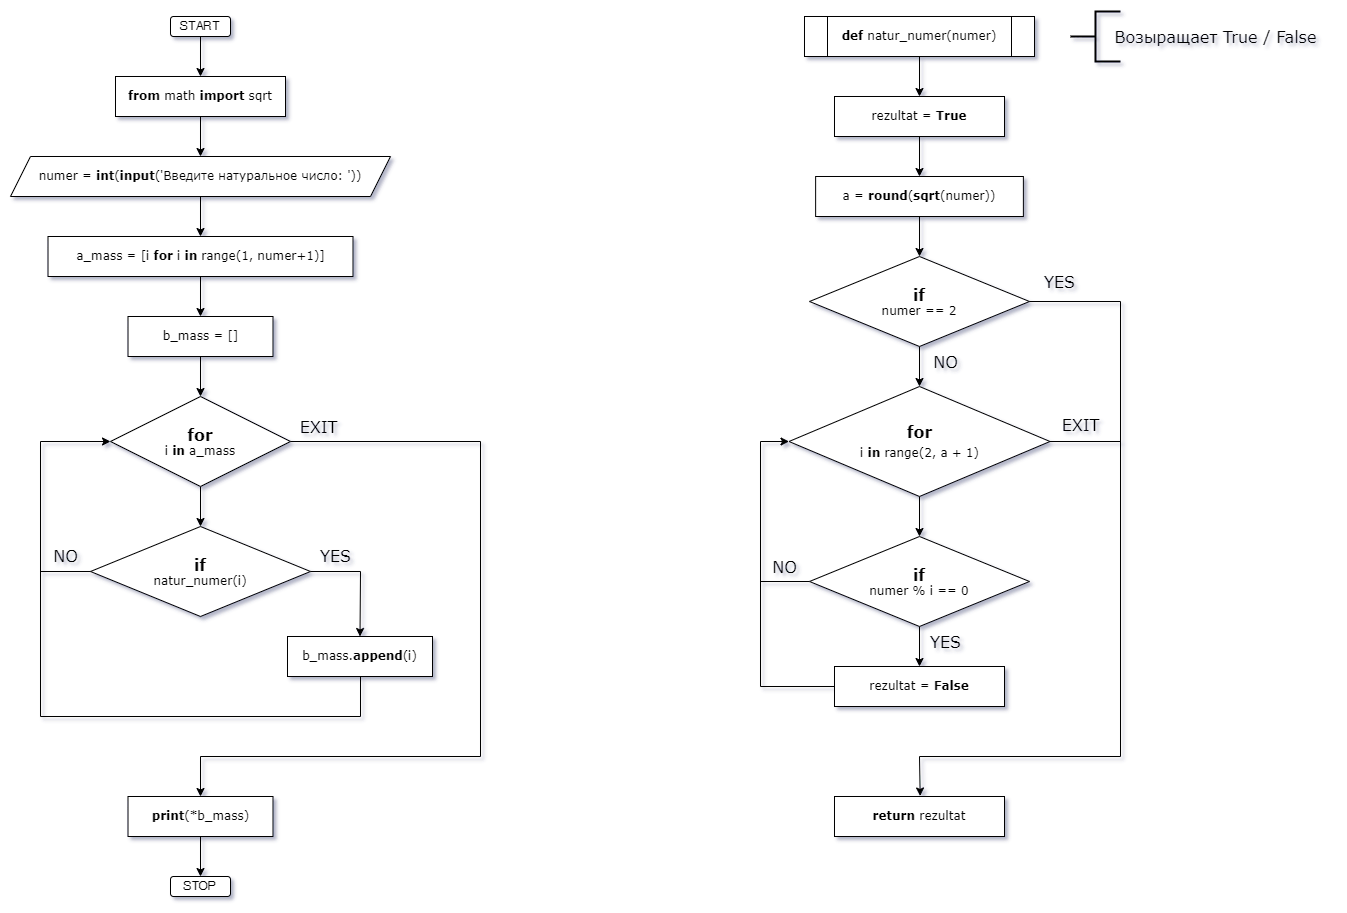 START
from math import sqrt
numer = int(input('Введите натуральное число: '))
a_mass = [i for i in range(1, numer+1)]
b_mass = []
for
i in a_mass
EXIT
if
natur_numer(i)
NO
YES
b_mass.append(i)
print(*b_mass)
STOP
def natur_numer(numer)
Возыращает True / False
rezultat = True
a = round(sqrt(numer))
if
numer == 2
YES
NO
for
i in range(2, a + 1)
EXIT
if
numer % i == 0
NO
YES
rezultat = False
return rezultat